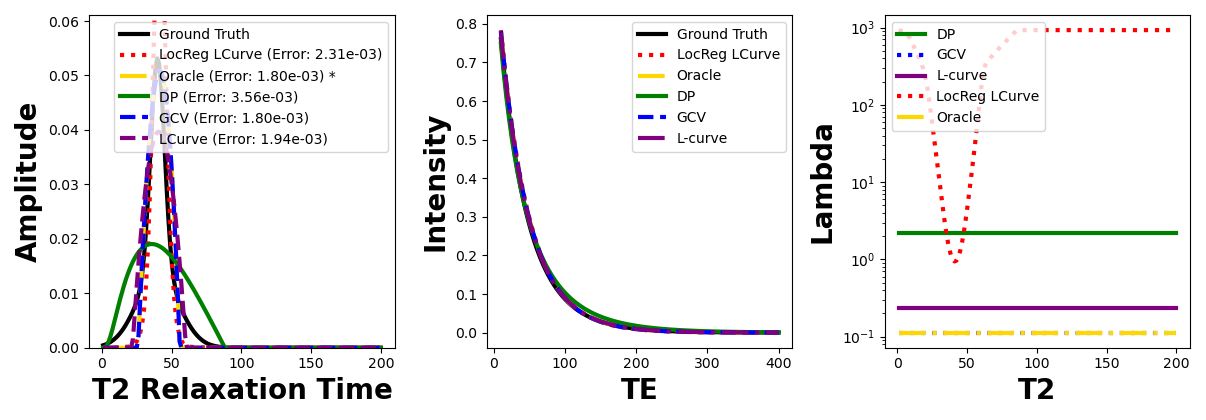 0.06
0.05
0.04
0.03
0.02
0.01
0.00
Amplitude
Ground Truth
LocReg LCurve (Error: 2.31e-03)
Oracle (Error: 1.80e-03) *
DP (Error: 3.56e-03)
GCV (Error: 1.80e-03)
LCurve (Error: 1.94e-03)
0 50 100 150 200
T2 Relaxation Time
0.8
0.7
0.6
0.5
0.4
0.3
0.2
0.1
0.0
Intensity
Ground Truth
LocReg LCurve
Oracle
DP
GCV
L-curve
0 100 200 300 400
TE
10³
10²
10¹
10⁰
10⁻¹
Lambda
DP
GCV
L-curve
LocReg LCurve
Oracle
0 50 100 150 200
T2